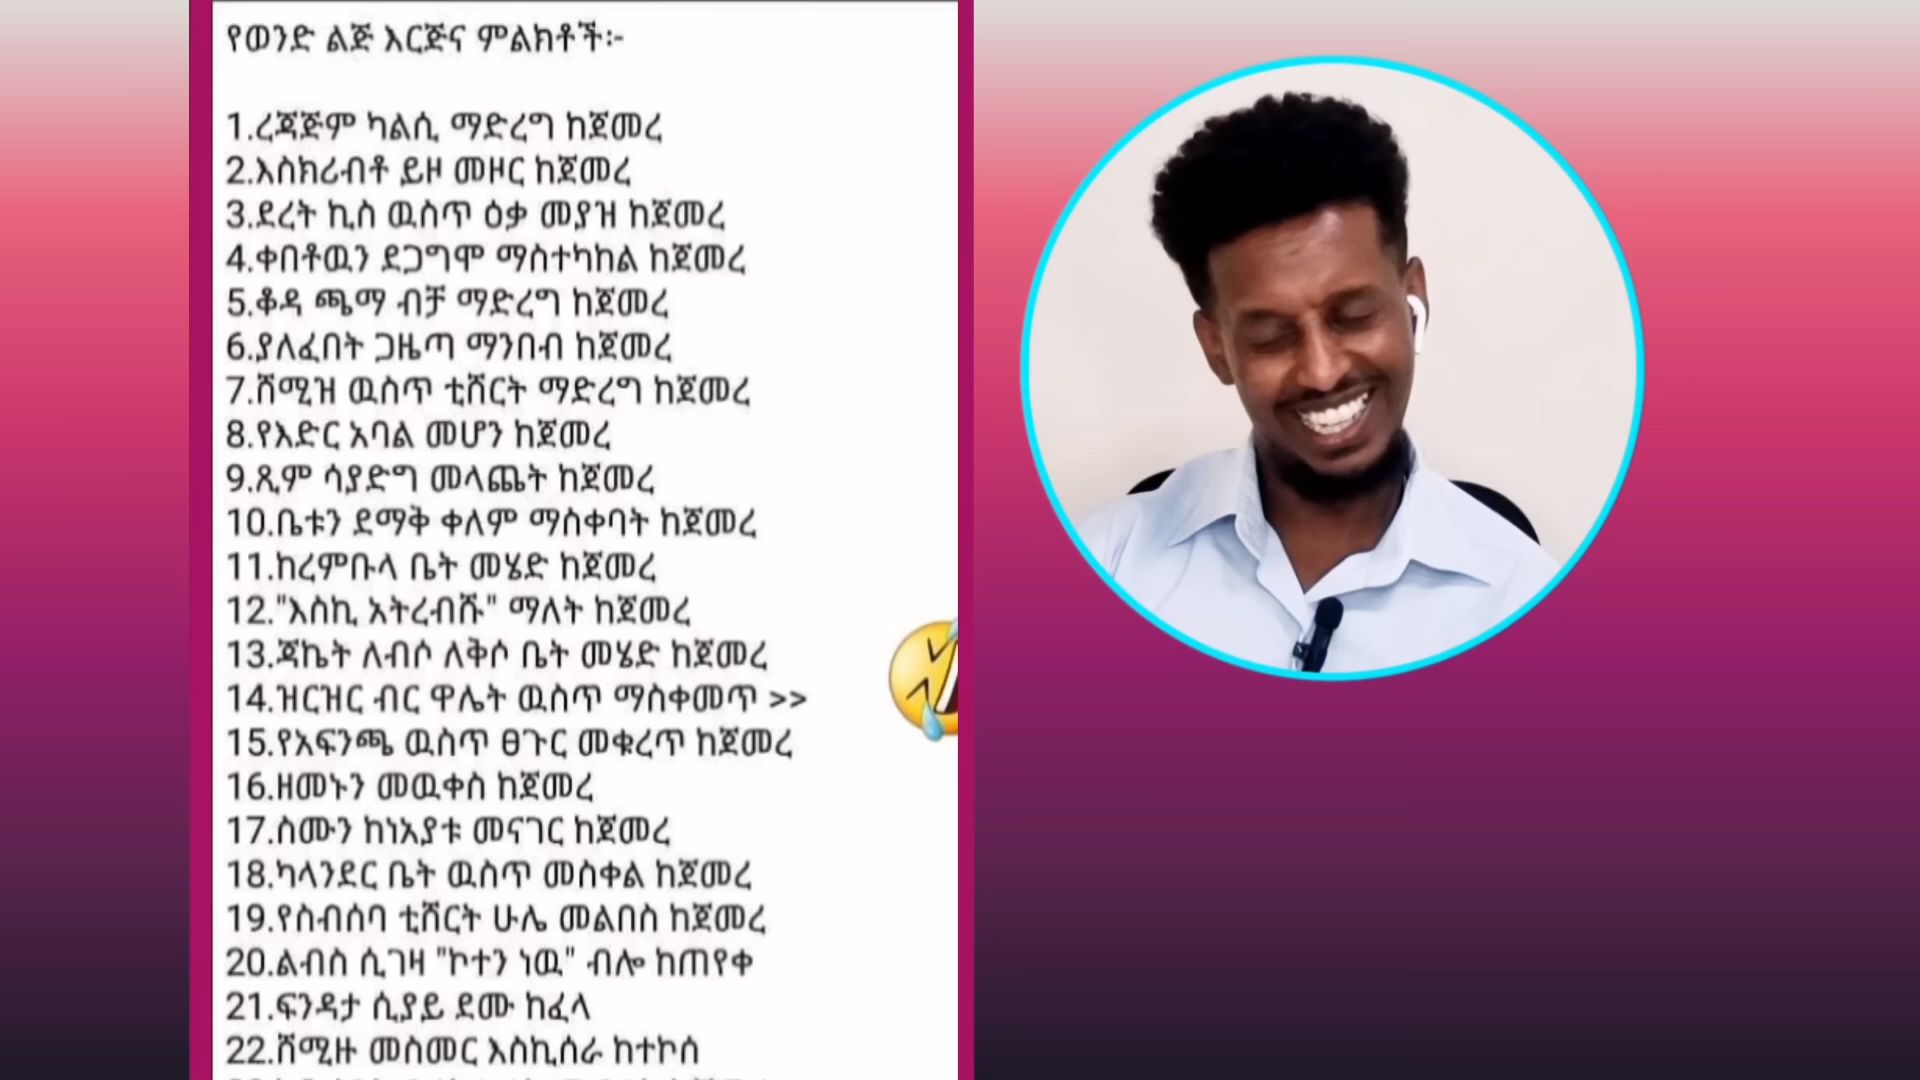 የወንድ ልጅ እርጅና ምልክቶች፡-
1.ረጃጅም ካልሲ ማድረግ ከጀመረ
2.እስክሪብቶ ይዞ መዞር ከጀመረ
3.ደረት ኪስ ዉስጥ ዕቃ መያዝ ከጀመረ
4.ቀበቶዉን ደጋግሞ ማስተካከል ከጀመረ
5.ቆዳ ጫማ ብቻ ማድረግ ከጀመረ
6.ያለፈበት ጋዜጣ ማንበብ ከጀመረ
7.ሸሚዝ ዉስጥ ቲሸርት ማድረግ ከጀመረ
8.የእድር አባል መሆን ከጀመረ
9.ጺም ሳያድግ መላጨት ከጀመረ
10.ቤቱን ደማቅ ቀለም ማስቀባት ከጀመረ
11.ከረምቡላ ቤት መሄድ ከጀመረ
12."እስኪ አትረብሹ" ማለት ከጀመረ
13.ጃኬት ለብሶ ለቅሶ ቤት መሄድ ከጀመረ
14.ዝርዝር ብር ዋሌት ዉስጥ ማስቀመጥ >>
15.የአፍንጫ ዉስጥ ፀጉር መቁረጥ ከጀመረ
16.ዘመኑን መዉቀስ ከጀመረ
17.ስሙን ከነአያቱ መናገር ከጀመረ
18.ካላንደር ቤት ዉስጥ መስቀል ከጀመረ
19.የስብሰባ ቲሸርት ሁሌ መልበስ ከጀመረ
20.ልብስ ሲገዛ "ኮተን ነዉ" ብሎ ከጠየቀ
21.ፍንዳታ ሲያይ ደሙ ከፈላ
22.ሸሚዙ መስመር እስኪሰራ ከተኮሰ